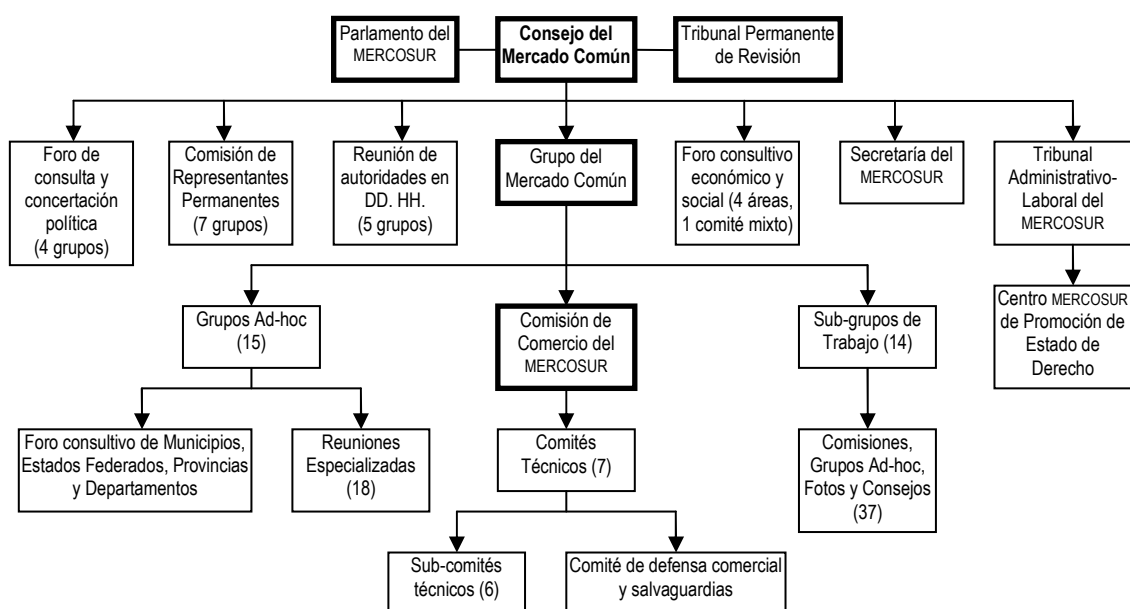 Parlamento del
MERCOSUR
Consejo del
Mercado Común
Tribunal Permanente
de Revisión
Foro de
consulta y
concertación
política
(4 grupos)
Comisión de
Representantes
Permanentes
(7 grupos)
Reunión de
autoridades en
DD. HH.
(5 grupos)
Grupo del
Mercado Común
Foro consultivo
económico y
social (4 áreas,
1 comité mixto)
Secretaría del
MERCOSUR
Tribunal
Administrativo-
Laboral del
MERCOSUR
Grupos Ad-hoc
(15)
Comisión de
Comercio del
MERCOSUR
Sub-grupos de
Trabajo (14)
Centro MERCOSUR
de Promoción de
Estado de
Derecho
Foro consultivo de Municipios,
Estados Federados, Provincias
y Departamentos
Reuniones
Especializadas
(18)
Comités
Técnicos (7)
Comisiones,
Grupos Ad-hoc,
Fotos y Consejos
(37)
Sub-comités
técnicos (6)
Comité de defensa comercial
y salvaguardias